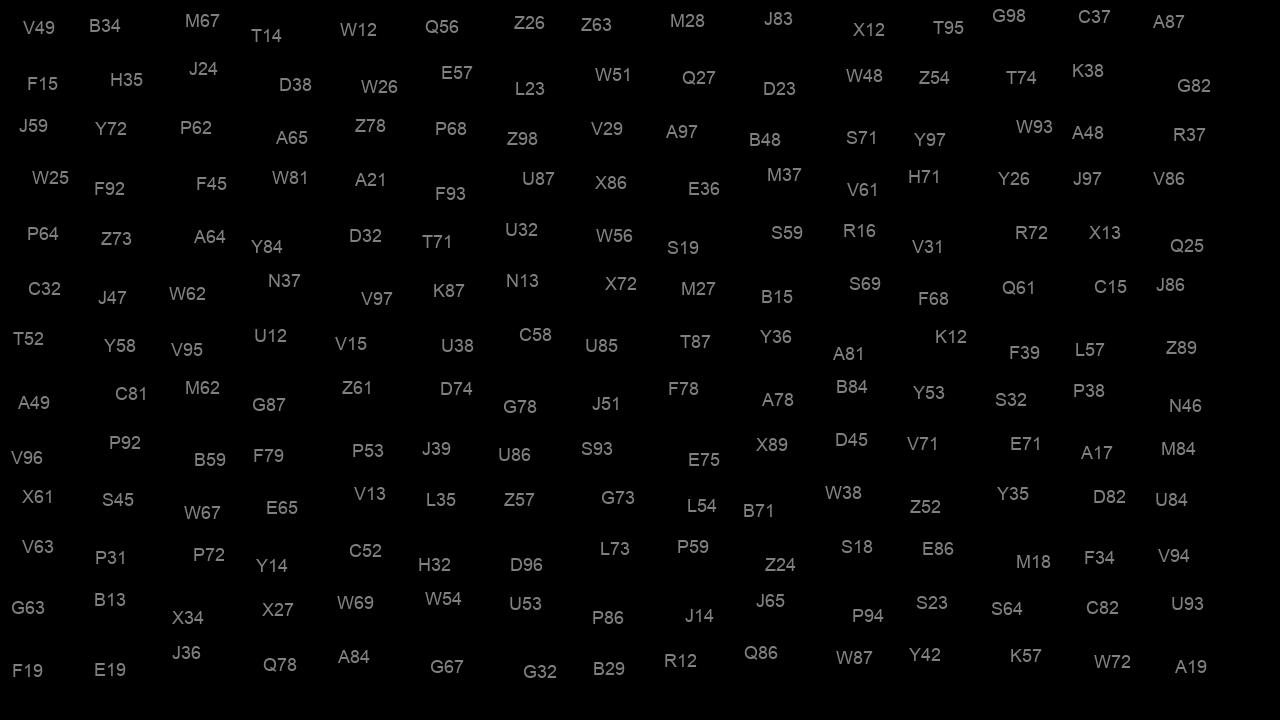 V49 B34 M67 T14 W12 Q56 Z26 Z63 M28 J83 X12 T95 G98 C37 A87
F15 H35 J24 D38 W26 E57 L23 W51 Q27 D23 W48 Z54 T74 K38 G82
J59 Y72 P62 A65 Z78 P68 Z98 V29 A97 B48 S71 Y97 W93 A48 R37
W25 F92 F45 W81 A21 F93 U87 X86 E36 M37 V61 H71 Y26 J97 V86
P64 Z73 A64 Y84 D32 T71 U32 W56 S19 S59 R16 V31 R72 X13 Q25
C32 J47 W62 N37 V97 K87 N13 X72 M27 B15 S69 F68 Q61 C15 J86
T52 Y58 V95 U12 V15 U38 C58 U85 T87 Y36 A81 K12 F39 L57 Z89
A49 C81 M62 G87 Z61 D74 G78 J51 F78 A78 B84 Y53 S32 P38 N46
V96 P92 B59 F79 P53 J39 U86 S93 E75 X89 D45 V71 E71 A17 M84
X61 S45 W67 E65 V13 L35 Z57 G73 L54 B71 W38 Z52 Y35 D82 U84
V63 P31 P72 Y14 C52 H32 D96 L73 P59 Z24 S18 E86 M18 F34 V94
G63 B13 X34 X27 W69 W54 U53 P86 J14 J65 P94 S23 S64 C82 U93
F19 E19 J36 Q78 A84 G67 G32 B29 R12 Q86 W87 Y42 K57 W72 A19